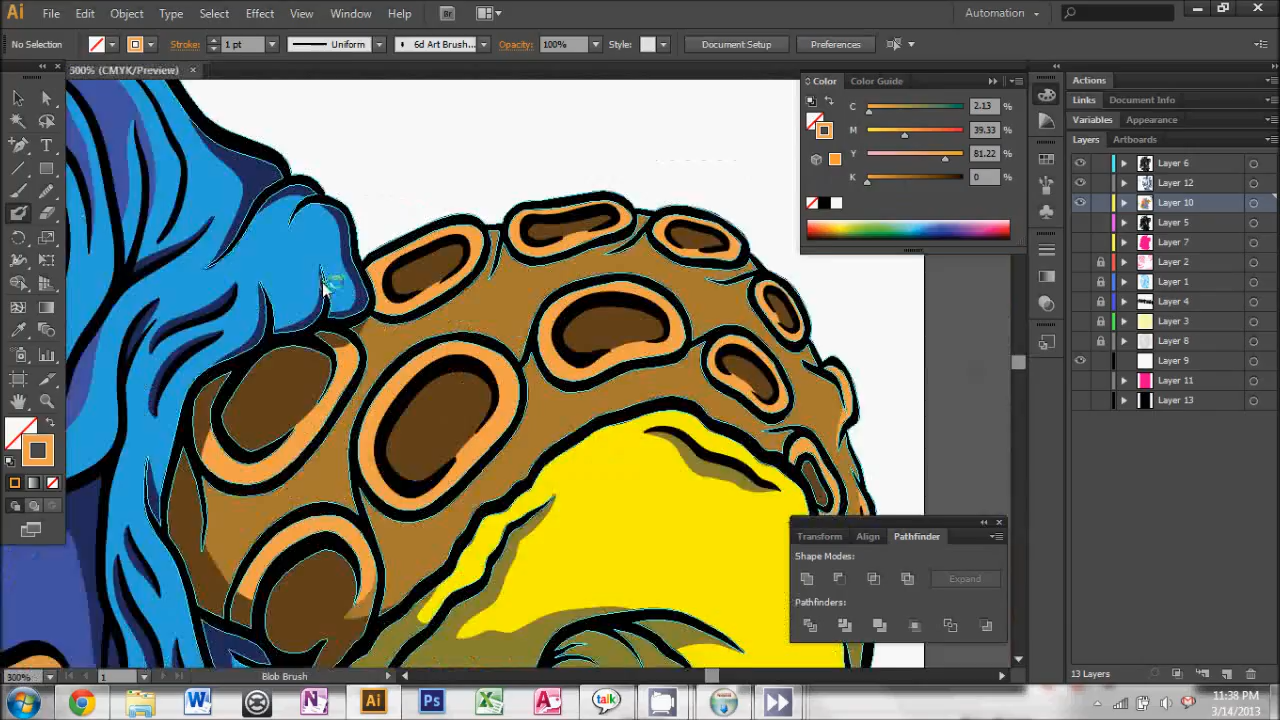 Ai File Edit Object Type Select Effect View Window Help Br Automation
No Selection Stroke: 1 pt Uniform 6d Art Brush... Opacity: 100% Style: Document Setup Preferences
300% (CMYK/Preview) ×
Color Color Guide
C 2.13 %
M 39.33 %
Y 81.22 %
K 0 %
Actions
Links Document Info
Variables Appearance
Layers Artboards
Layer 6
Layer 12
Layer 10
Layer 5
Layer 7
Layer 2
Layer 1
Layer 4
Layer 3
Layer 8
Layer 9
Layer 11
Layer 13
Transform Align Pathfinder
Shape Modes:
Expand
Pathfinders:
300% 1 Blob Brush 13 Layers
talk Ai Ps
11:38 PM
3/14/2013